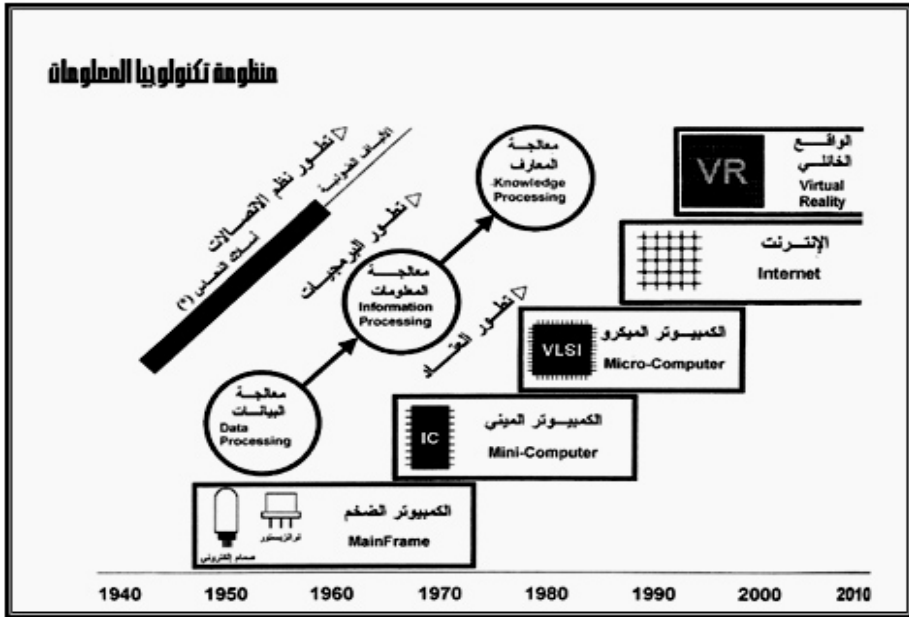 منظومة تكنولوجيا المعلومات
▷ تطور نظم الاتصالات
الألياف الضوئية
أسلاك النحاس (*)
▷ تطور البرمجيات
▷ تطور العتاد
معالجة
المعارف
Knowledge
Processing
معالجة
المعلومات
Information
Processing
معالجة
البيانات
Data
Processing
VR
الواقع
الخائلي
Virtual
Reality
الإنترنت
Internet
VLSI
الكمبيوتر الميكرو
Micro-Computer
IC
الكمبيوتر الميني
Mini-Computer
الكمبيوتر الضخم
MainFrame
ترانزيستور
صمام إلكتروني
1940 1950 1960 1970 1980 1990 2000 2010